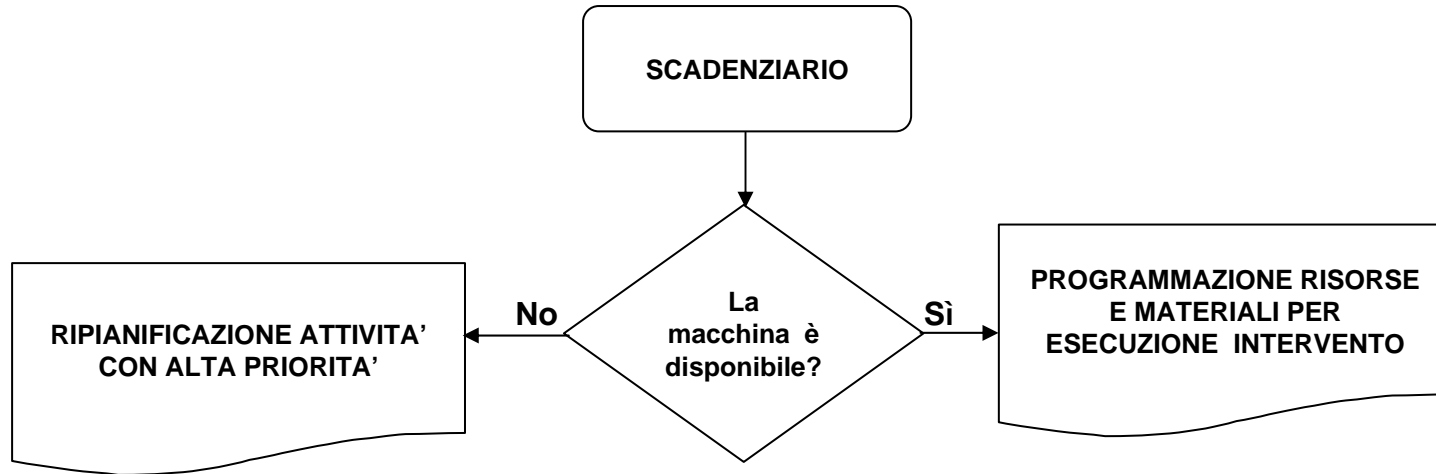 SCADENZIARIO
La
macchina è
disponibile?
No
Sì
RIPIANIFICAZIONE ATTIVITA’
CON ALTA PRIORITA’
PROGRAMMAZIONE RISORSE
E MATERIALI PER
ESECUZIONE INTERVENTO